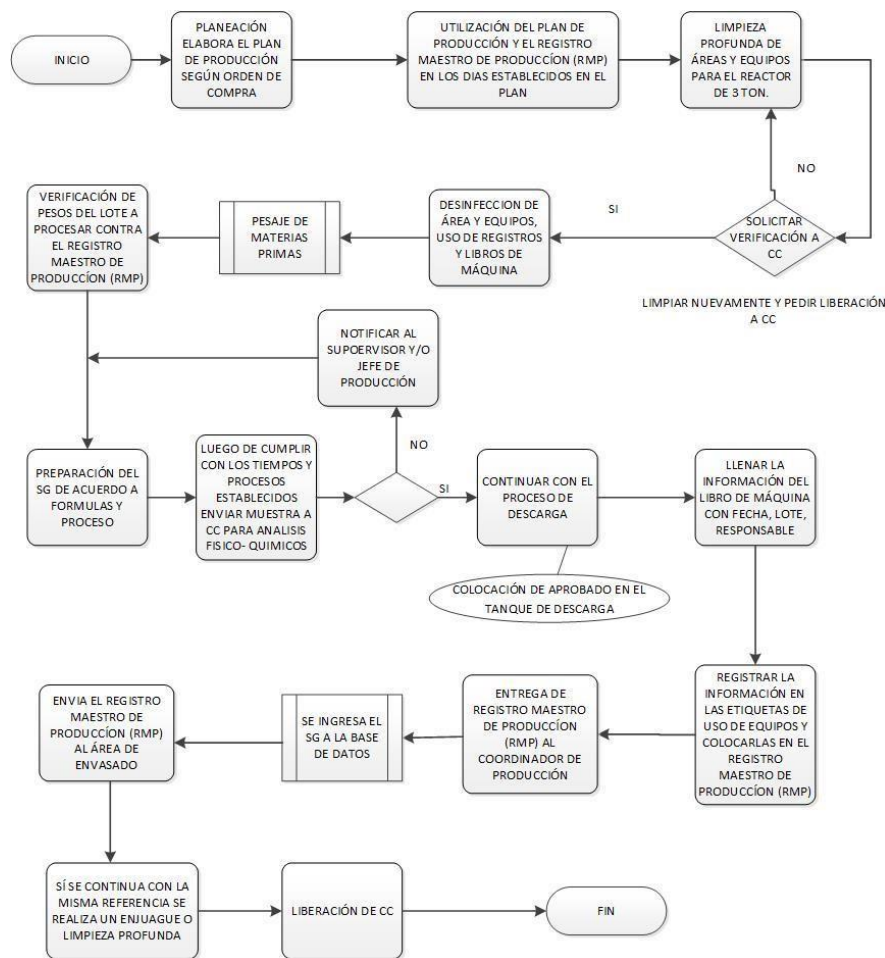 INICIO
PLANEACIÓN
ELABORA EL PLAN
DE PRODUCCIÓN
SEGÚN ORDEN DE
COMPRA
UTILIZACIÓN DEL PLAN DE
PRODUCCIÓN Y EL REGISTRO
MAESTRO DE PRODUCCÍON (RMP)
EN LOS DIAS ESTABLECIDOS EN EL
PLAN
LIMPIEZA
PROFUNDA DE
ÁREAS Y EQUIPOS
PARA EL REACTOR
DE 3 TON.
NO
SOLICITAR
VERIFICACIÓN A
CC
LIMPIAR NUEVAMENTE Y PEDIR LIBERACIÓN
A CC
SI
DESINFECCION DE
ÁREA Y EQUIPOS,
USO DE REGISTROS
Y LIBROS DE
MÁQUINA
PESAJE DE
MATERIAS
PRIMAS
VERIFICACIÓN DE
PESOS DEL LOTE A
PROCESAR CONTRA
EL REGISTRO
MAESTRO DE
PRODUCCÍON (RMP)
NOTIFICAR AL
SUPOERVISOR Y/O
JEFE DE
PRODUCCIÓN
NO
PREPARACIÓN DEL
SG DE ACUERDO A
FORMULAS Y
PROCESO
LUEGO DE CUMPLIR
CON LOS TIEMPOS Y
PROCESOS
ESTABLECIDOS
ENVIAR MUESTRA A
CC PARA ANALISIS
FISICO- QUIMICOS
SI
CONTINUAR CON EL
PROCESO DE
DESCARGA
COLOCACIÓN DE APROBADO EN EL
TANQUE DE DESCARGA
LLENAR LA
INFORMACIÓN DEL
LIBRO DE MÁQUINA
CON FECHA, LOTE,
RESPONSABLE
REGISTRAR LA
INFORMACIÓN EN
LAS ETIQUETAS DE
USO DE EQUIPOS Y
COLOCARLAS EN EL
REGISTRO
MAESTRO DE
PRODUCCÍON (RMP)
ENTREGA DE
REGISTRO MAESTRO
DE PRODUCCÍON
(RMP) AL
COORDINADOR DE
PRODUCCIÓN
SE INGRESA EL
SG A LA BASE DE
DATOS
ENVIA EL REGISTRO
MAESTRO DE
PRODUCCÍON (RMP)
AL ÁREA DE
ENVASADO
SÍ SE CONTINUA CON LA
MISMA REFERENCIA SE
REALIZA UN ENJUAGUE O
LIMPIEZA PROFUNDA
LIBERACIÓN DE CC
FIN